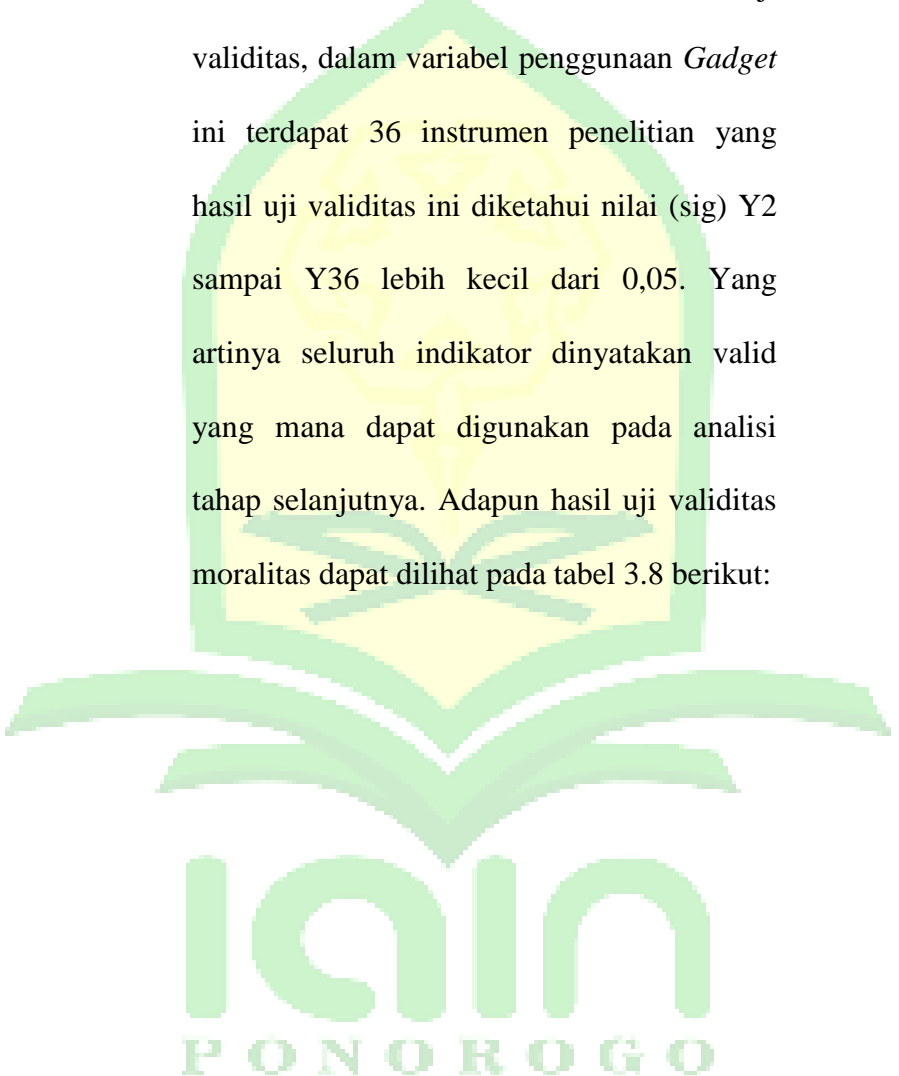 validitas, dalam variabel penggunaan Gadget
ini terdapat 36 instrumen penelitian yang
hasil uji validitas ini diketahui nilai (sig) Y2
sampai Y36 lebih kecil dari 0,05. Yang
artinya seluruh indikator dinyatakan valid
yang mana dapat digunakan pada analisi
tahap selanjutnya. Adapun hasil uji validitas
moralitas dapat dilihat pada tabel 3.8 berikut:
iain
PONOROGO